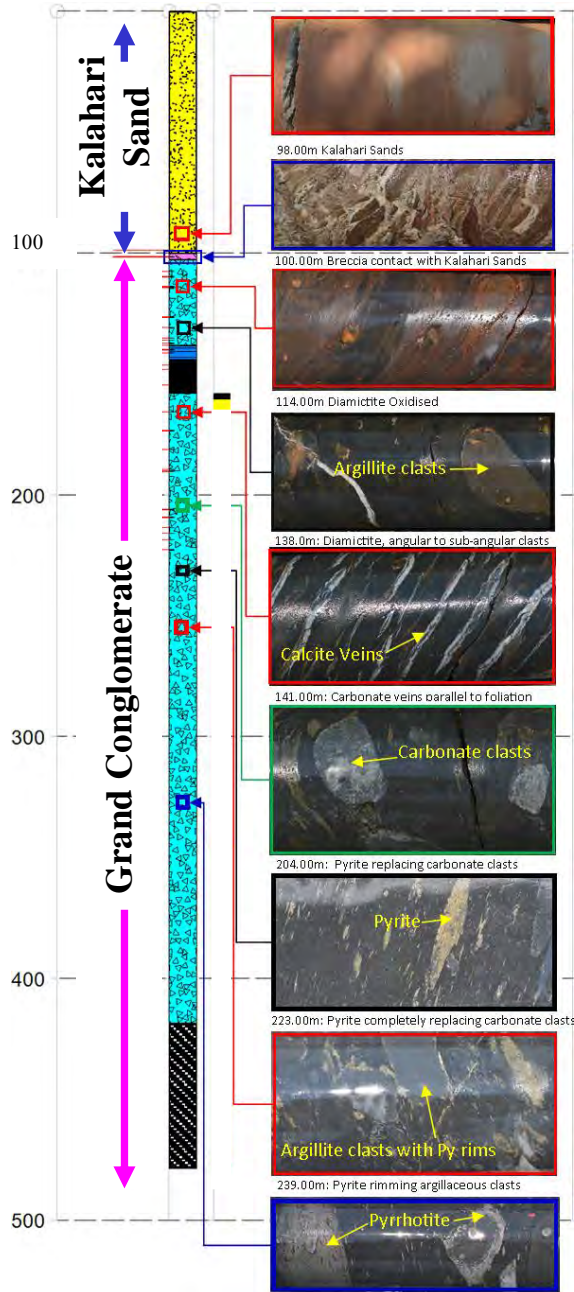 Kalahari
Sand
98.00m Kalahari Sands
100
100.00m Breccia contact with Kalahari Sands
114.00m Diamictite Oxidised
Argillite clasts
200
138.0m: Diamictite, angular to sub-angular clasts
Calcite Veins
Grand Conglomerate
141.00m: Carbonate veins parallel to foliation
300
Carbonate clasts
204.00m: Pyrite replacing carbonate clasts
Pyrite
400
223.00m: Pyrite completely replacing carbonate clasts
Argillite clasts with Py rims
239.00m: Pyrite rimming argillaceous clasts
500
Pyrrhotite